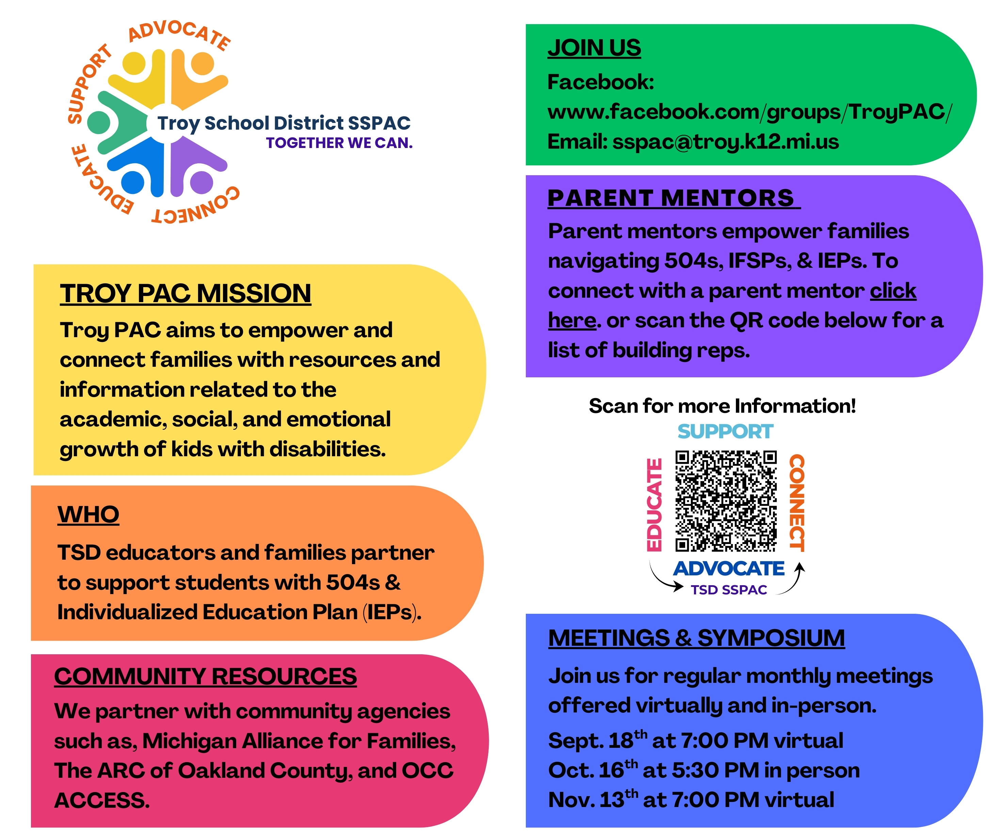 ADVOCATE
SUPPORT
EDUCATE
CONNECT
Troy School District SSPAC
TOGETHER WE CAN.
TROY PAC MISSION
Troy PAC aims to empower and
connect families with resources and
information related to the
academic, social, and emotional
growth of kids with disabilities.
WHO
TSD educators and families partner
to support students with 504s &
Individualized Education Plan (IEPs).
COMMUNITY RESOURCES
We partner with community agencies
such as, Michigan Alliance for Families,
The ARC of Oakland County, and OCC
ACCESS.
JOIN US
Facebook:
www.facebook.com/groups/TroyPAC/
Email: sspac@troy.k12.mi.us
PARENT MENTORS
Parent mentors empower families
navigating 504s, IFSPs, & IEPs. To
connect with a parent mentor click
here. or scan the QR code below for a
list of building reps.
Scan for more Information!
SUPPORT
EDUCATE
CONNECT
ADVOCATE
TSD SSPAC
MEETINGS & SYMPOSIUM
Join us for regular monthly meetings
offered virtually and in-person.
Sept. 18th at 7:00 PM virtual
Oct. 16th at 5:30 PM in person
Nov. 13th at 7:00 PM virtual